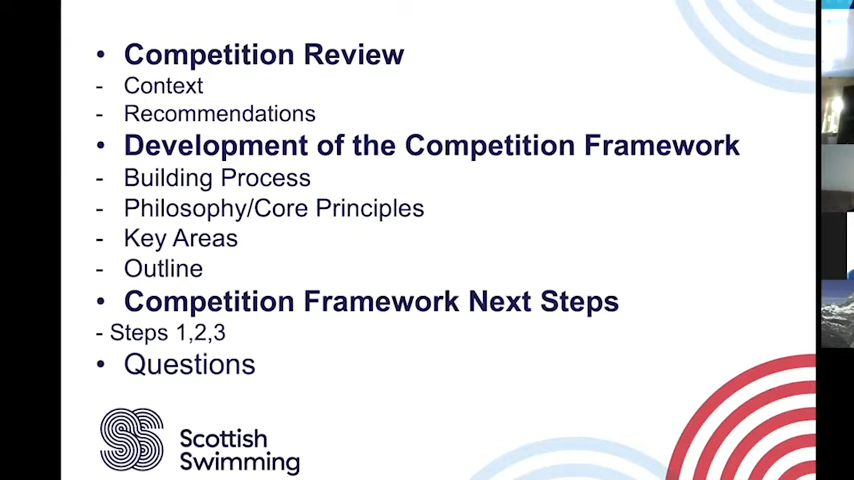 • Competition Review
- Context
- Recommendations
• Development of the Competition Framework
- Building Process
- Philosophy/Core Principles
- Key Areas
- Outline
• Competition Framework Next Steps
- Steps 1,2,3
• Questions
SS
Scottish
Swimming